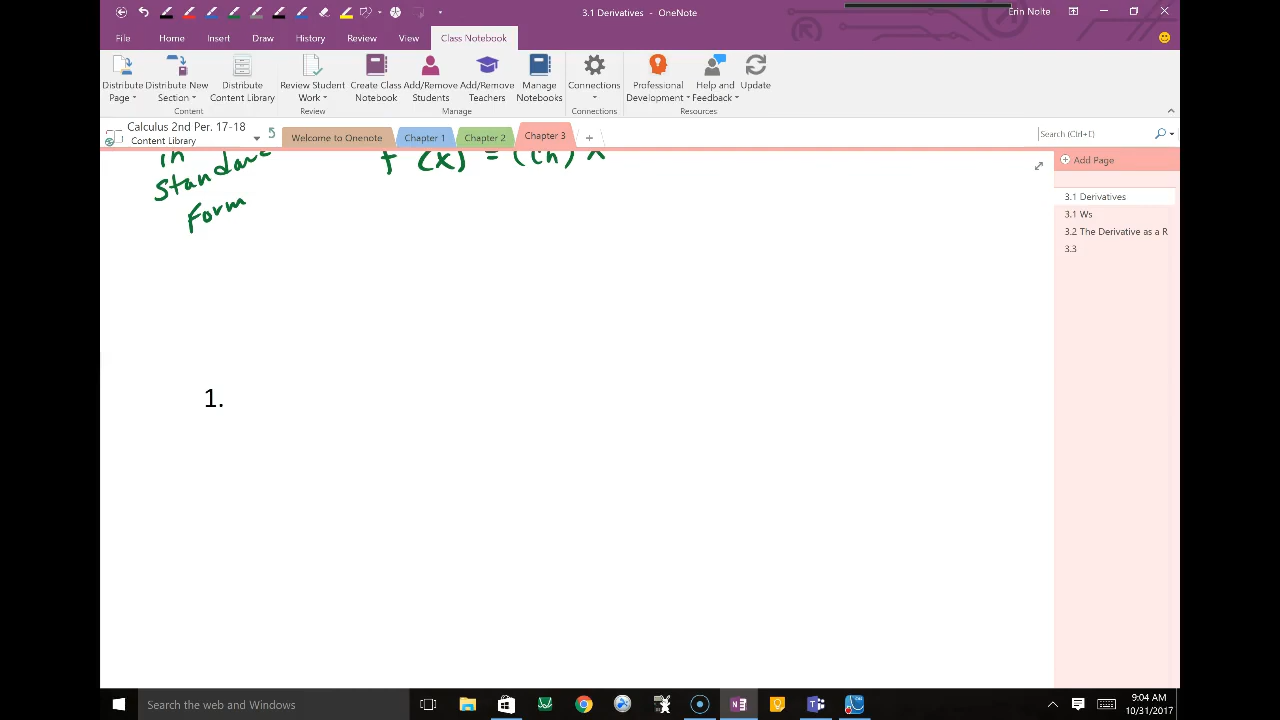 3.1 Derivatives - OneNote
Erin Nolte
File Home Insert Draw History Review View Class Notebook
Distribute Page Distribute New Section Distribute Content Library Review Student Work Create Class Notebook Add/Remove Students Add/Remove Teachers Manage Notebooks Connections Professional Development Help and Feedback Update
Content Review Manage Connections Resources
Calculus 2nd Per. 17-18
Content Library
Welcome to Onenote Chapter 1 Chapter 2 Chapter 3 +
Search (Ctrl+E)
Add Page
3.1 Derivatives
3.1 Ws
3.2 The Derivative as a R
3.3
in
standard
form
1.
Search the web and Windows
9:04 AM
10/31/2017